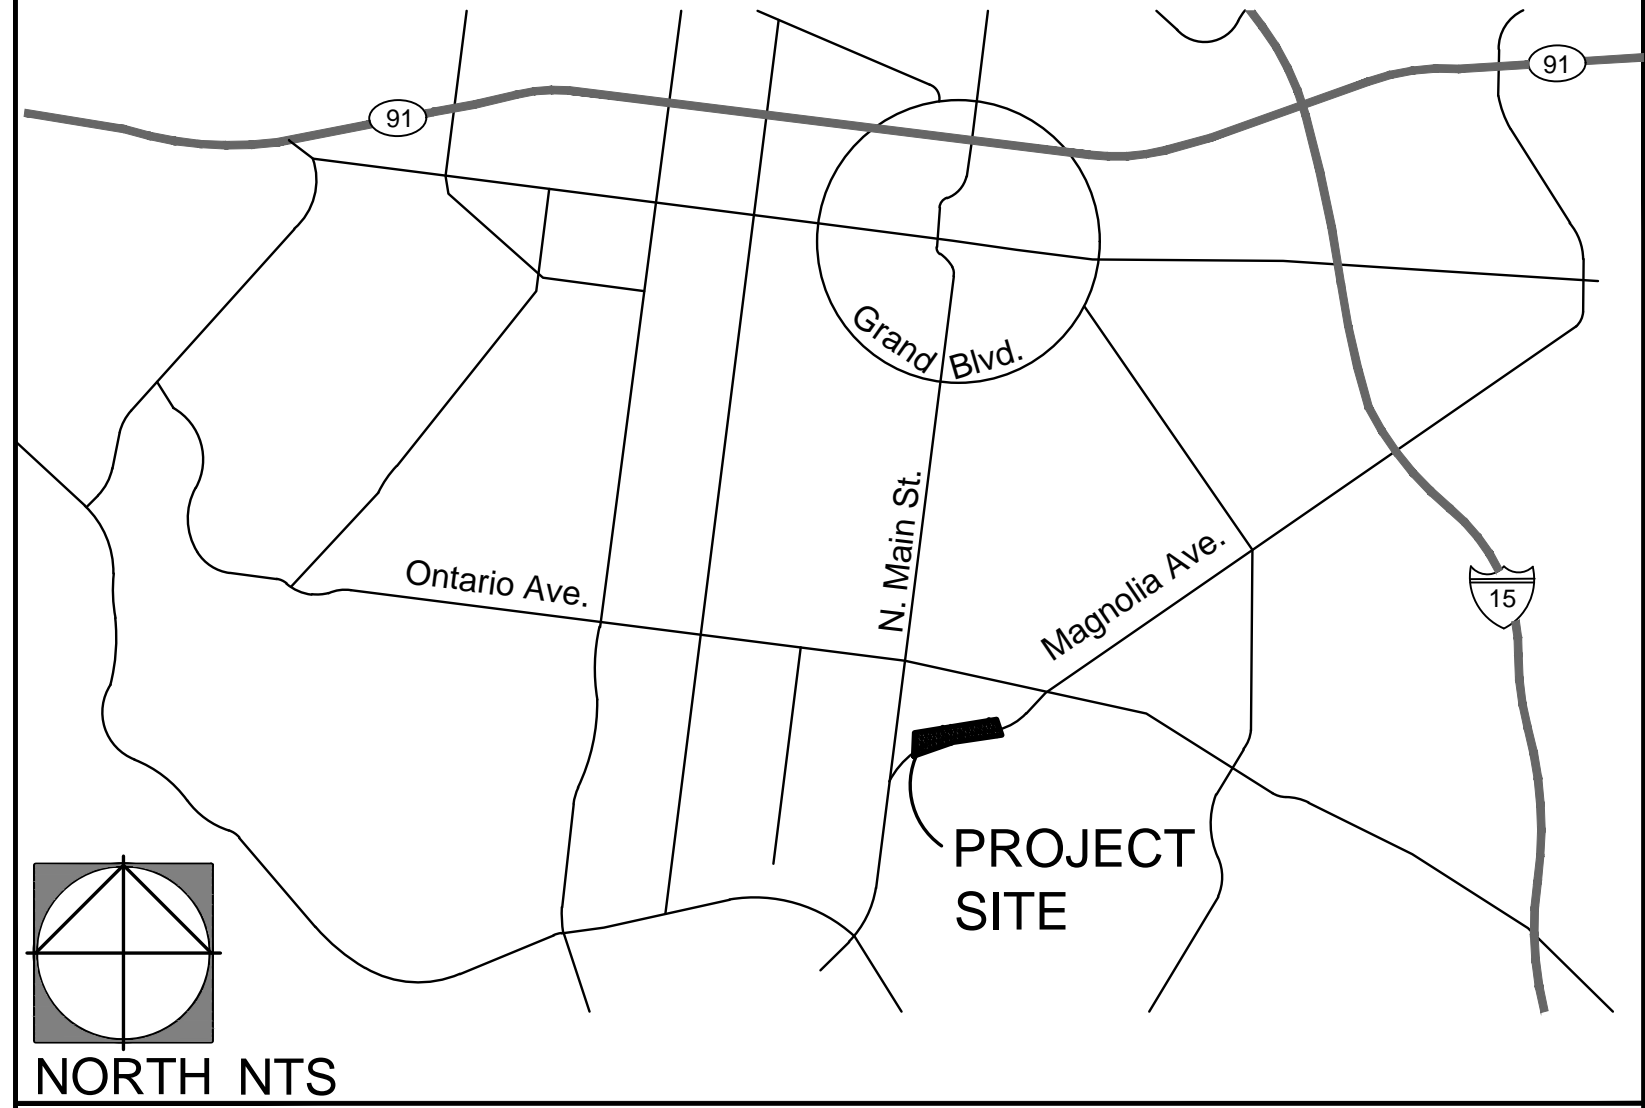 91
91
Grand Blvd.
N. Main St.
Ontario Ave.
Magnolia Ave.
15
PROJECT
SITE
NORTH NTS